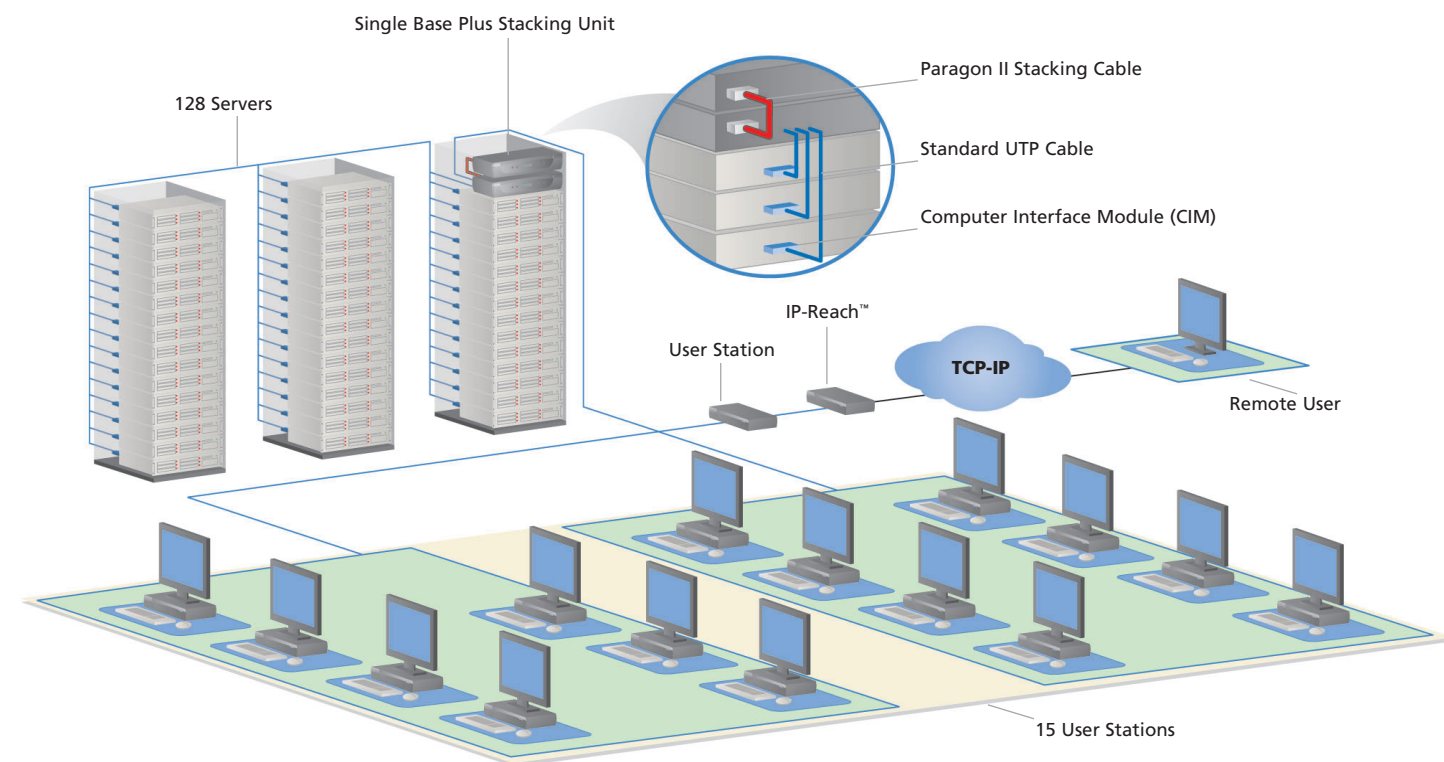 Single Base Plus Stacking Unit
Paragon II Stacking Cable
128 Servers
Standard UTP Cable
Computer Interface Module (CIM)
IP-Reach™
User Station
TCP-IP
Remote User
15 User Stations